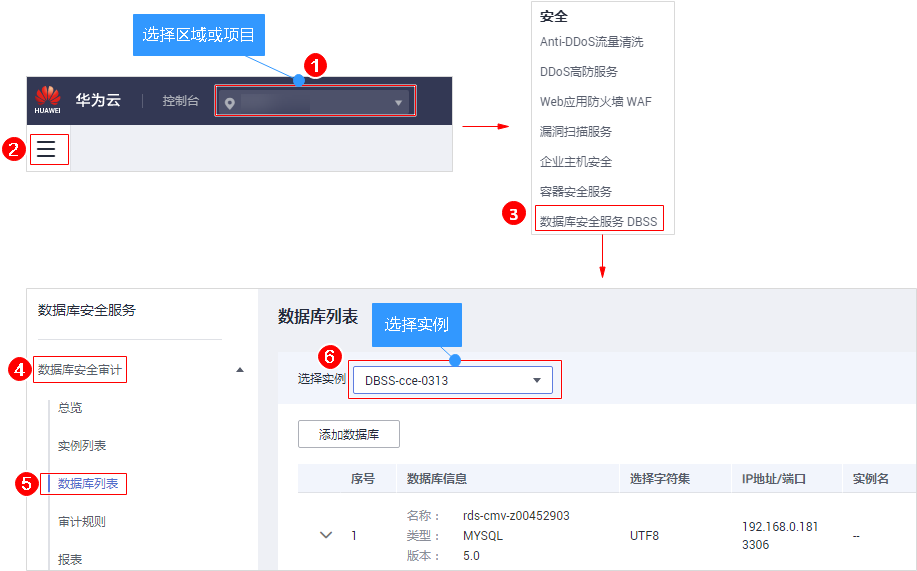 选择区域或项目
1
HUAWEI
华为云
控制台
2
安全
Anti-DDoS流量清洗
DDoS高防服务
Web应用防火墙 WAF
漏洞扫描服务
企业主机安全
容器安全服务
3
数据库安全服务 DBSS
数据库安全服务
4
数据库安全审计
总览
实例列表
5
数据库列表
审计规则
报表
数据库列表
选择实例
6
选择实例
DBSS-cce-0313
添加数据库
序号 数据库信息 选择字符集 IP地址/端口 实例名
1
名称： rds-cmv-z00452903
类型： MYSQL
版本： 5.0
UTF8
192.168.0.181
3306
--